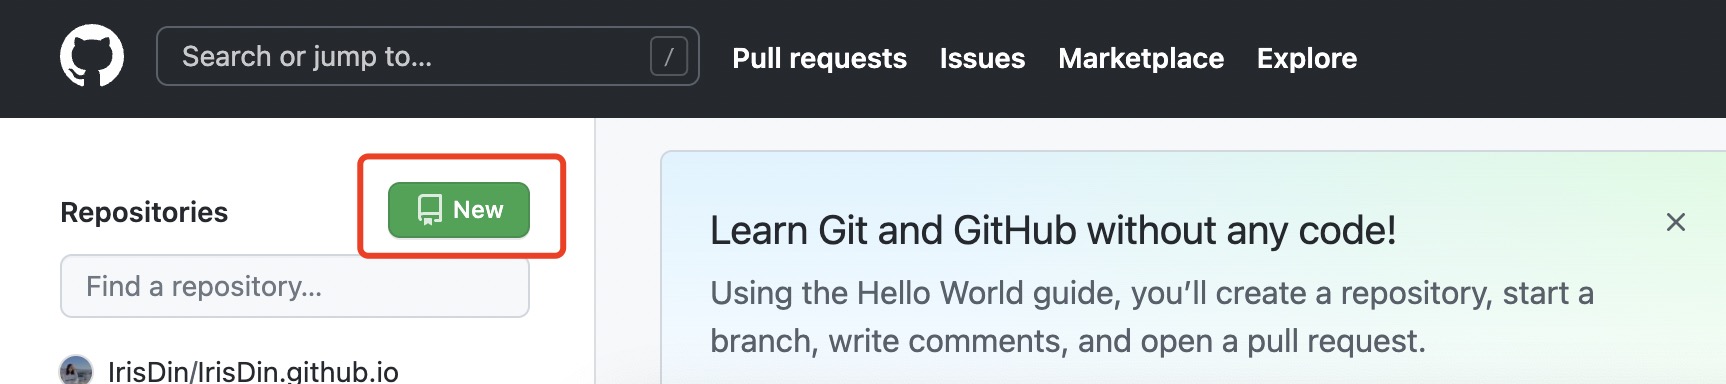 Search or jump to... /
Pull requests Issues Marketplace Explore
Repositories
New
Find a repository...
IrisDin/IrisDin.github.io
Learn Git and GitHub without any code!
Using the Hello World guide, you’ll create a repository, start a
branch, write comments, and open a pull request.